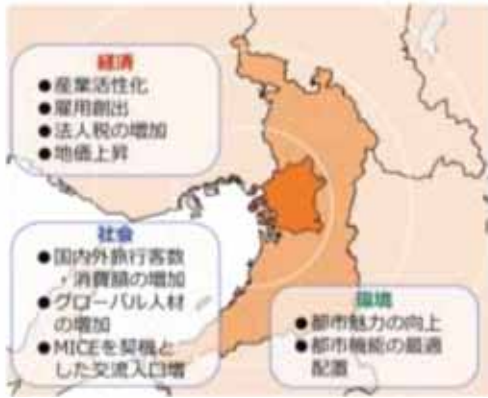 経済
●産業活性化
●雇用創出
●法人税の増加
●地価上昇
社会
●国内外旅行客数
・消費額の増加
●グローバル人材
の増加
●MICEを契機と
した交流人口増
環境
●都市魅力の向上
●都市機能の最適
配置